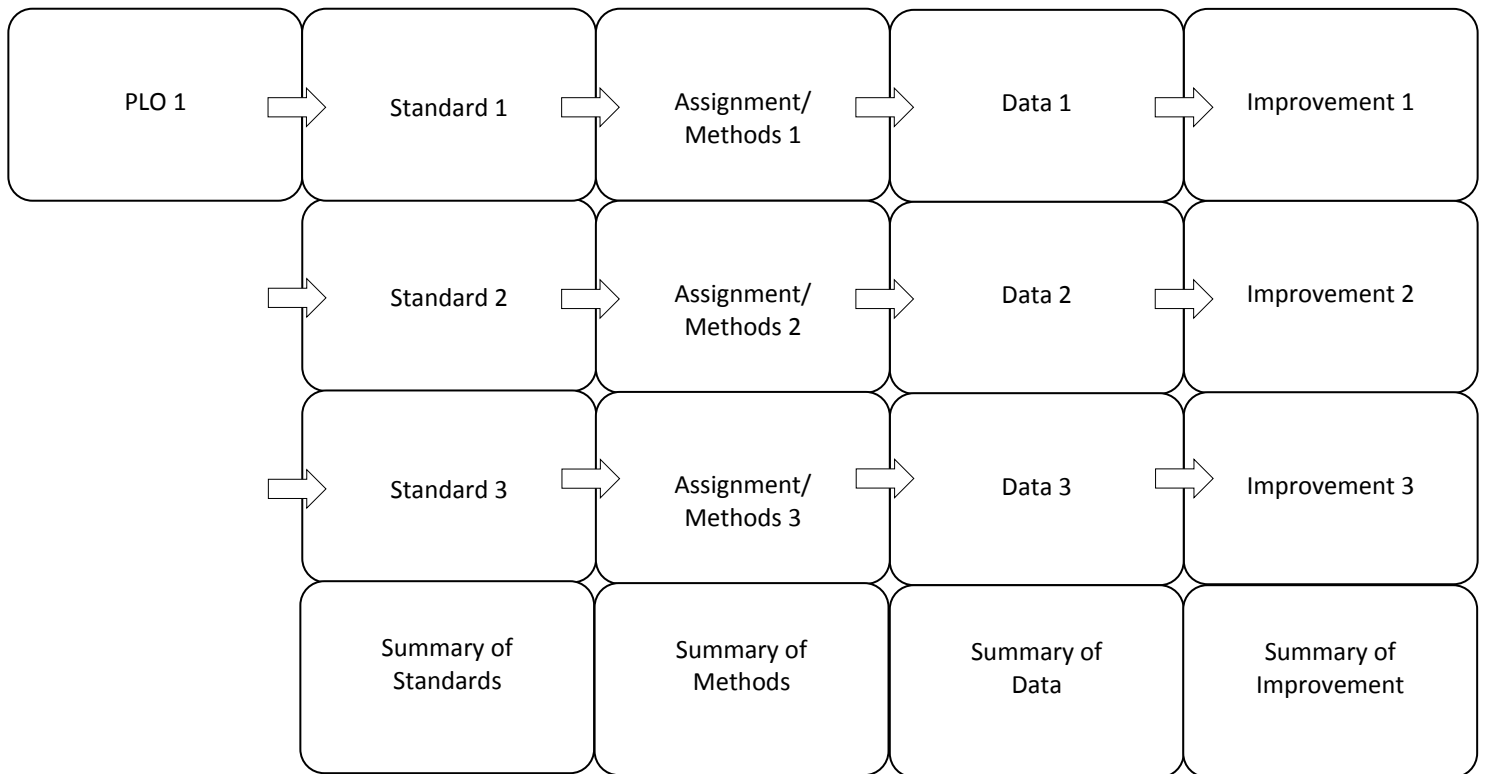 PLO 1
Standard 1
Assignment/
Methods 1
Data 1
Improvement 1
Standard 2
Assignment/
Methods 2
Data 2
Improvement 2
Standard 3
Assignment/
Methods 3
Data 3
Improvement 3
Summary of
Standards
Summary of
Methods
Summary of
Data
Summary of
Improvement